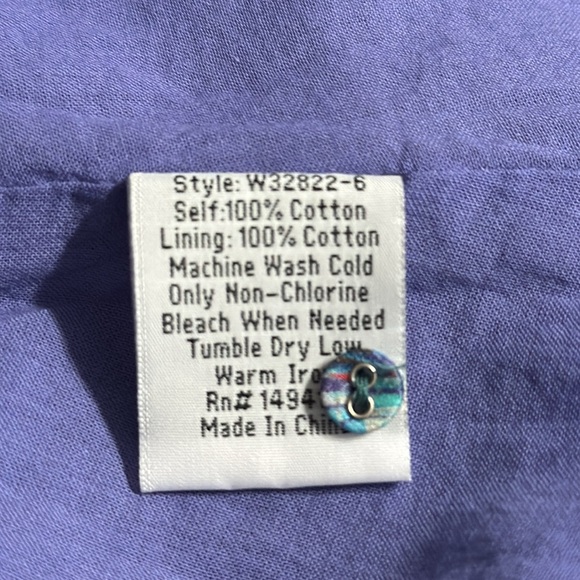 Style: W32822-6
Self:100% Cotton
Lining: 100% Cotton
Machine Wash Cold
Only Non-Chlorine
Bleach When Needed
Tumble Dry Low
Warm
Rn#
Made In China